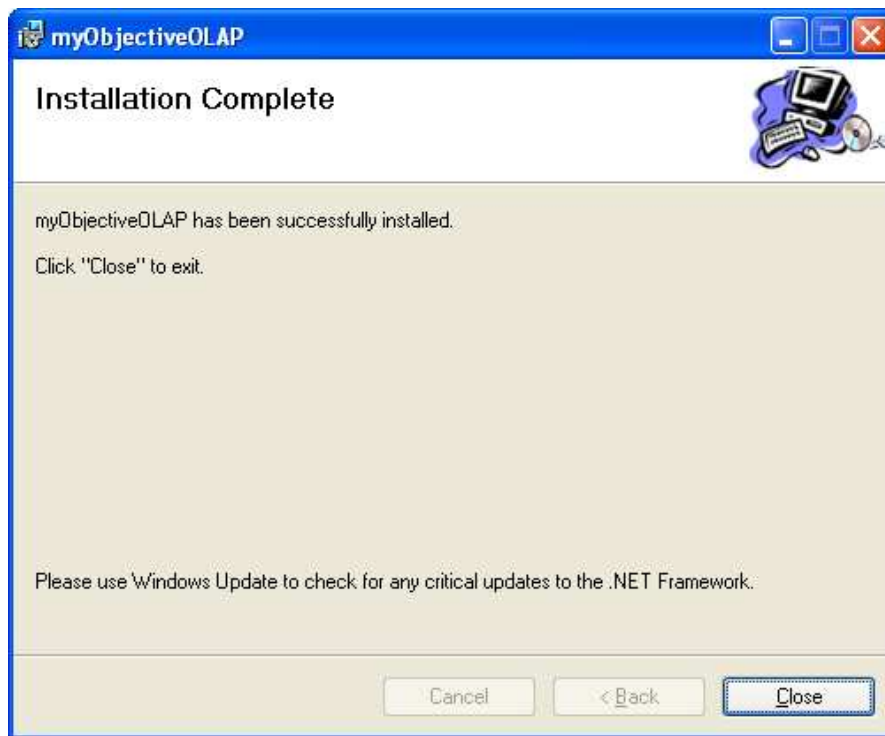 myObjectiveOLAP
Installation Complete
myObjectiveOLAP has been successfully installed.
Click "Close" to exit.
Please use Windows Update to check for any critical updates to the .NET Framework.
Cancel
< Back
Close